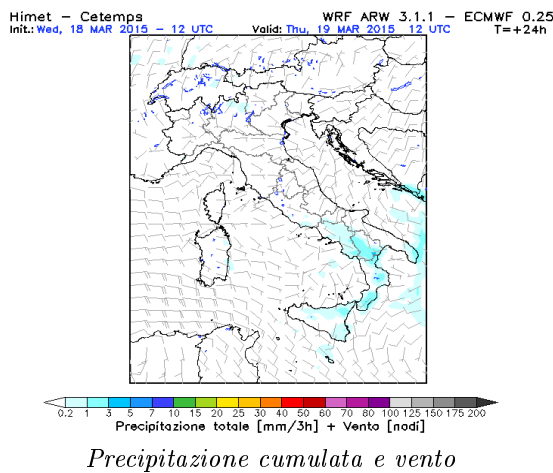 Himet – Cetemps WRF ARW 3.1.1 – ECMWF 0.25
Init.: Wed, 18 MAR 2015 – 12 UTC Valid: Thu, 19 MAR 2015 12 UTC T=+24h
0.2 1 3 5 7 10 15 20 25 30 40 50 60 70 80 100 125 150 175 200
Precipitazione totale [mm/3h] + Vento [nodi]
Precipitazione cumulata e vento